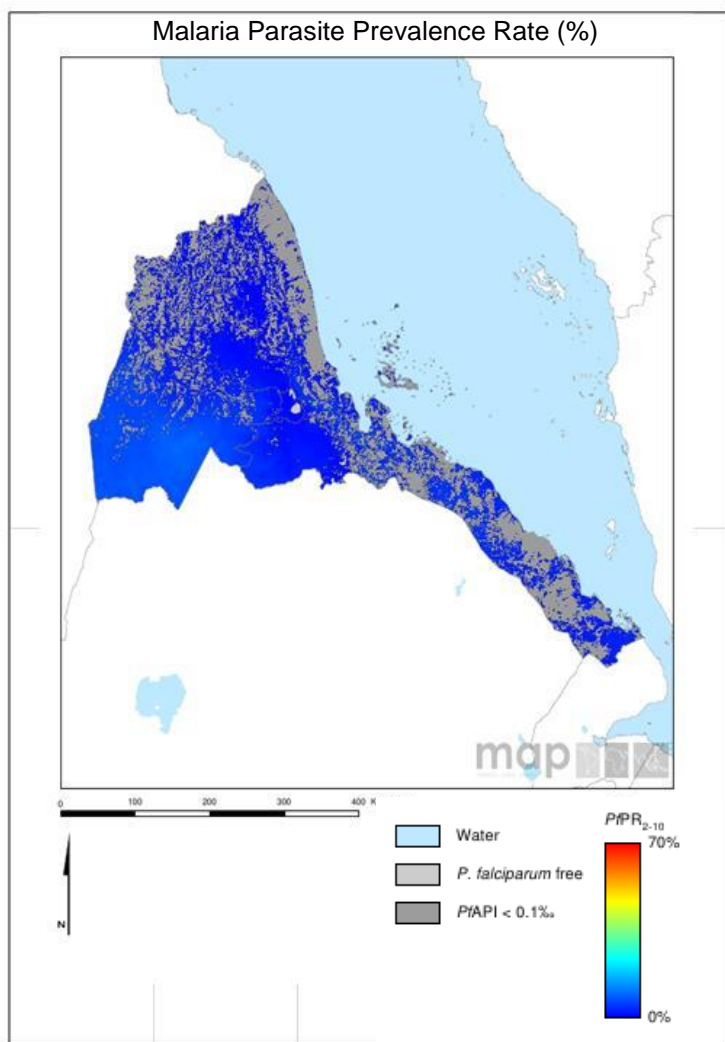 Malaria Parasite Prevalence Rate (%)
map
0 100 200 300 400 K
N
Water
P. falciparum free
PfAPI < 0.1‰
PfPR2-10
70%
0%